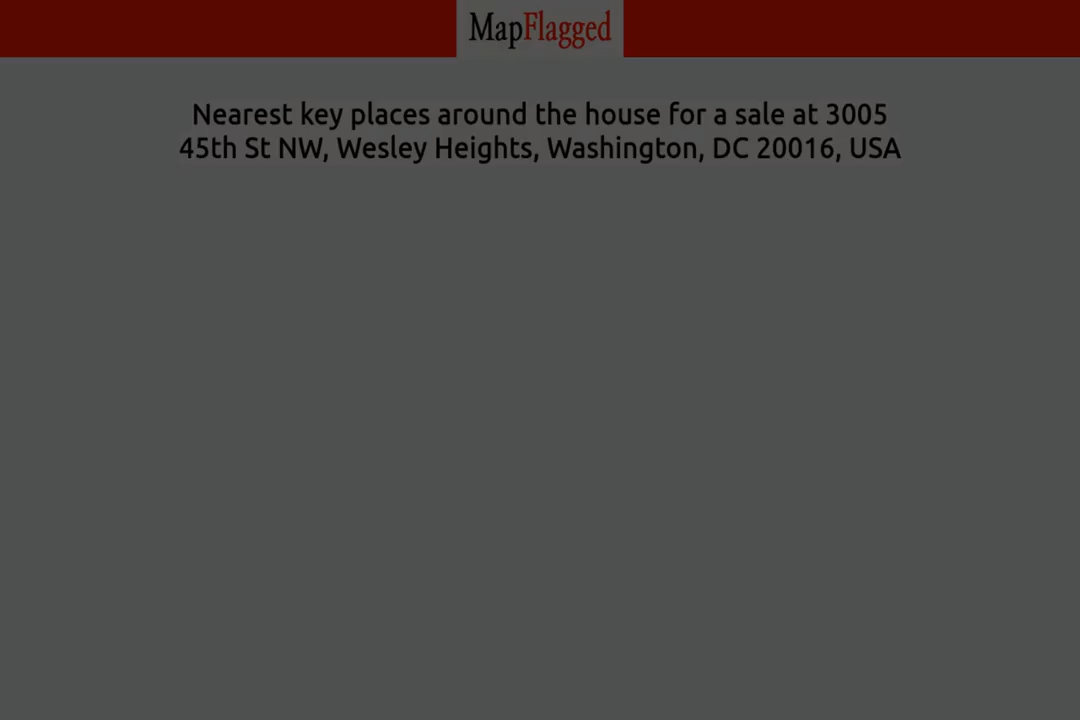 MapFlagged
Nearest key places around the house for a sale at 3005
45th St NW, Wesley Heights, Washington, DC 20016, USA